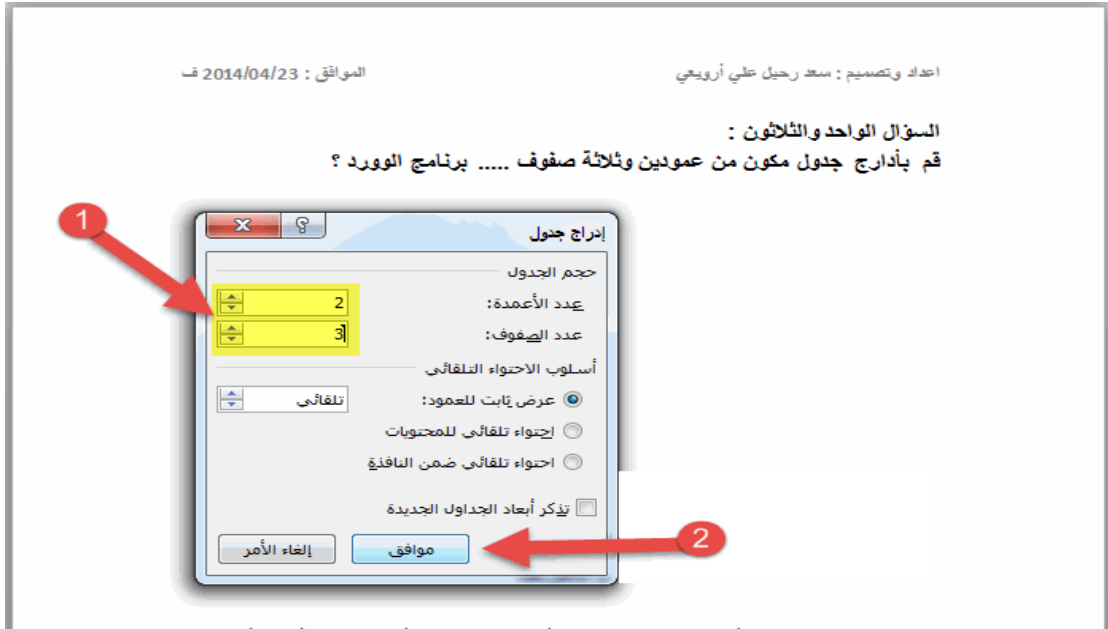 اعداد وتصميم : سعد رحيل علي أرويعي
الموافق : 2014/04/23 ف
السؤال الواحد والثلاثون :
قم بأدارج جدول مكون من عمودين وثلاثة صفوف ..... برنامج الوورد ؟
1
إدراج جدول
حجم الجدول
عدد الأعمدة: 2
عدد الصفوف: 3
أسلوب الاحتواء التلقائي
عرض ثابت للعمود: تلقائي
احتواء تلقائي للمحتويات
احتواء تلقائي ضمن النافذة
تذكر أبعاد الجداول الجديدة
2
موافق
إلغاء الأمر